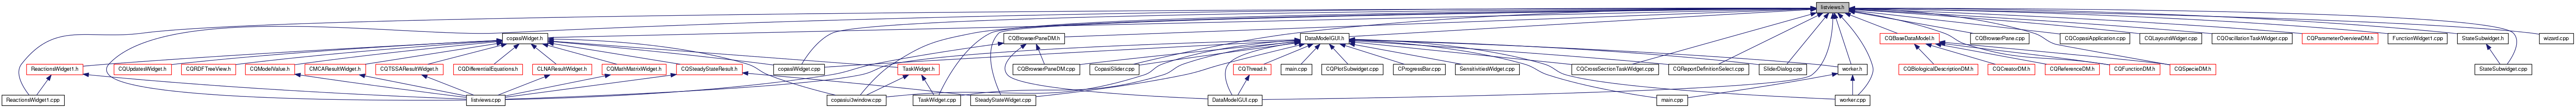 listviews.h
copasiWidget.h
CQBrowserPaneDM.h
DataModelGUI.h
CQBaseDataModel.h
CQBrowserPane.cpp
CQCopasiApplication.cpp
CQLayoutsWidget.cpp
CQOscillationTaskWidget.cpp
CQParameterOverviewDM.h
FunctionWidget1.cpp
StateSubwidget.h
wizard.cpp
ReactionsWidget1.h
CQUpdatesWidget.h
CQRDFTreeView.h
CQModelValue.h
CMCAResultWidget.h
CQTSSAResultWidget.h
CQDifferentialEquations.h
CLNAResultWidget.h
CQMathMatrixWidget.h
CQSteadyStateResult.h
copasiWidget.cpp
TaskWidget.h
CQBrowserPaneDM.cpp
CopasiSlider.cpp
CQThread.h
main.cpp
CQPlotSubwidget.cpp
CProgressBar.cpp
SensitivitiesWidget.cpp
CQCrossSectionTaskWidget.cpp
CQReportDefinitionSelect.cpp
SliderDialog.cpp
worker.h
CQBiologicalDescriptionDM.h
CQCreatorDM.h
CQReferenceDM.h
CQFunctionDM.h
CQSpecieDM.h
StateSubwidget.cpp
ReactionsWidget1.cpp
listviews.cpp
copasiui3window.cpp
TaskWidget.cpp
SteadyStateWidget.cpp
DataModelGUI.cpp
main.cpp
worker.cpp